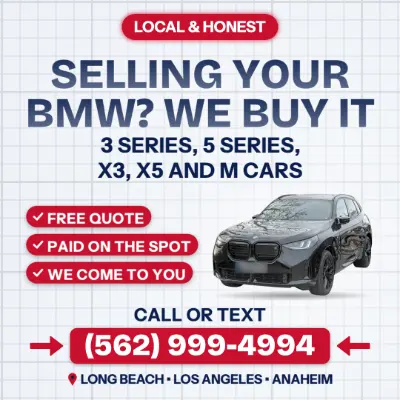 LOCAL & HONEST
SELLING YOUR
BMW? WE BUY IT
3 SERIES, 5 SERIES,
X3, X5 AND M CARS
FREE QUOTE
PAID ON THE SPOT
WE COME TO YOU
CALL OR TEXT
(562) 999-4994
LONG BEACH • LOS ANGELES • ANAHEIM